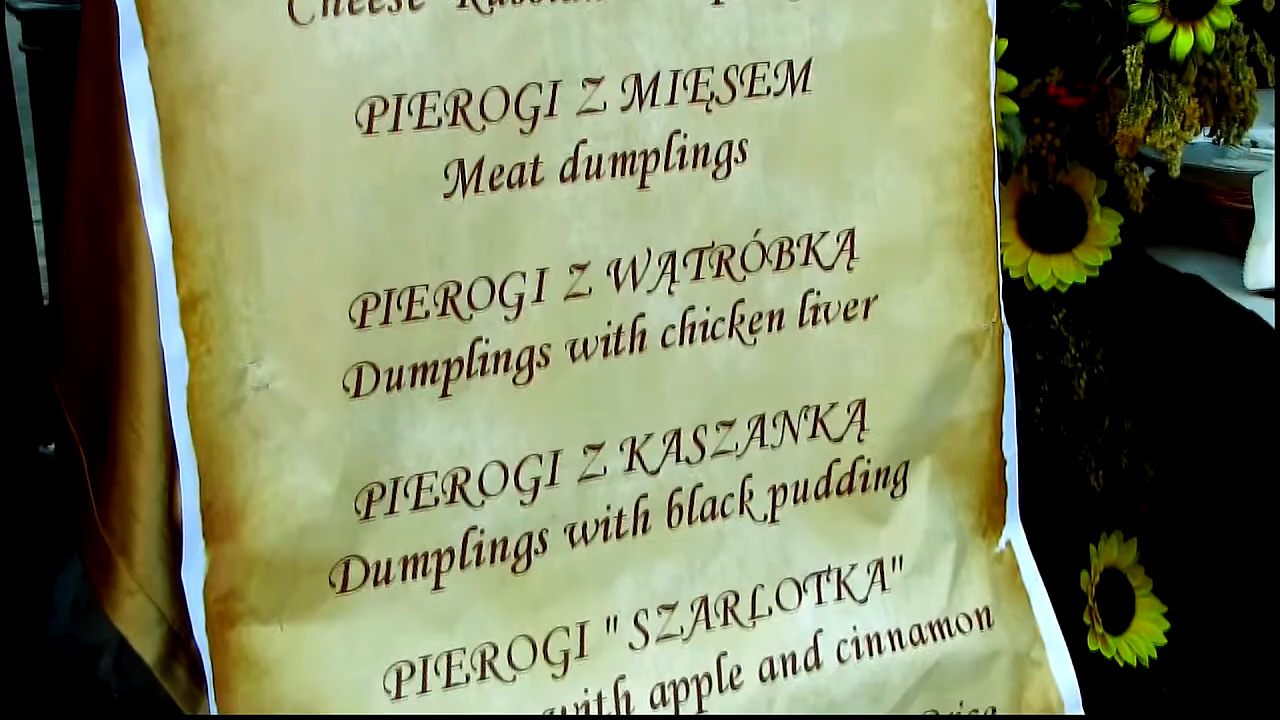 Cheese
PIEROGI Z MIĘSEM
Meat dumplings
PIEROGI Z WĄTRÓBKĄ
Dumplings with chicken liver
PIEROGI Z KASZANKĄ
Dumplings with black pudding
PIEROGI "SZARLOTKA"
with apple and cinnamon